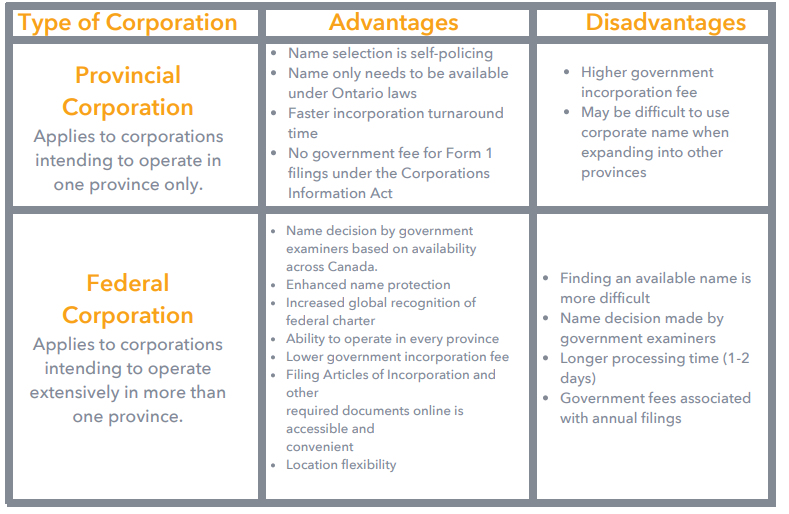 Type of Corporation
Advantages
Disadvantages
Provincial
Corporation
Applies to corporations
intending to operate in
one province only.
• Name selection is self-policing
• Name only needs to be available
under Ontario laws
• Faster incorporation turnaround
time
• No government fee for Form 1
filings under the Corporations
Information Act
• Higher government
incorporation fee
• May be difficult to use
corporate name when
expanding into other
provinces
Federal
Corporation
Applies to corporations
intending to operate
extensively in more than
one province.
• Name decision by government
examiners based on availability
across Canada.
• Enhanced name protection
• Increased global recognition of
federal charter
• Ability to operate in every province
• Lower government incorporation fee
• Filing Articles of Incorporation and
other
required documents online is
accessible and
convenient
• Location flexibility
• Finding an available name is
more difficult
• Name decision made by
government examiners
• Longer processing time (1-2
days)
• Government fees associated
with annual filings